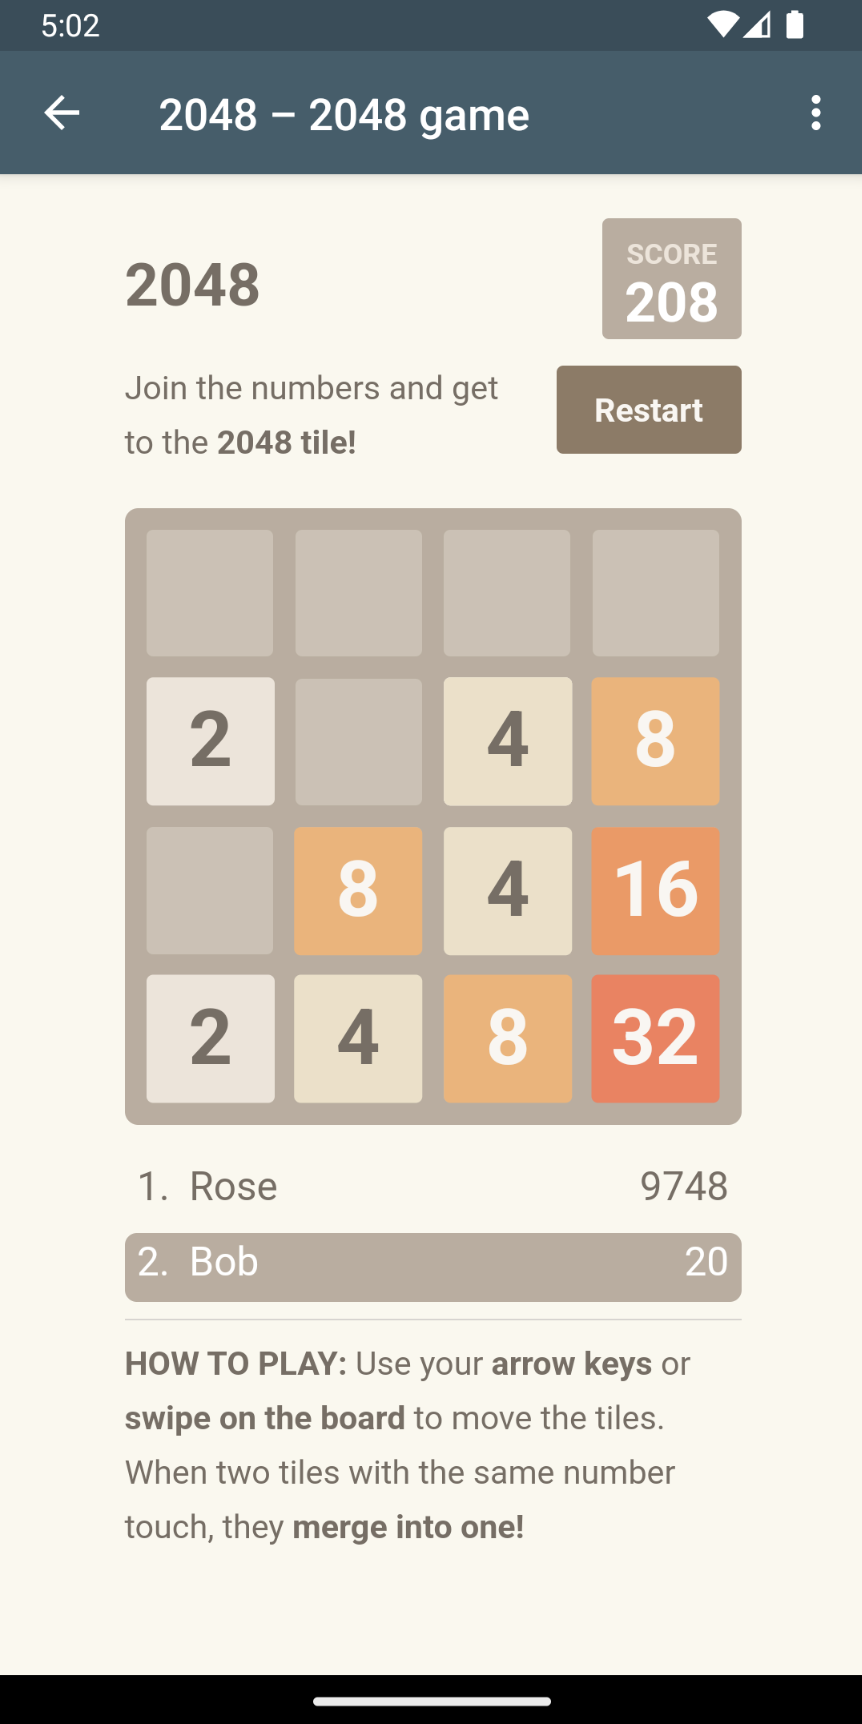 5:02
2048 – 2048 game
2048
SCORE
208
Join the numbers and get
to the 2048 tile!
Restart
2 4 8
8 4 16
2 4 8 32
1. Rose 9748
2. Bob 20
HOW TO PLAY: Use your arrow keys or
swipe on the board to move the tiles.
When two tiles with the same number
touch, they merge into one!